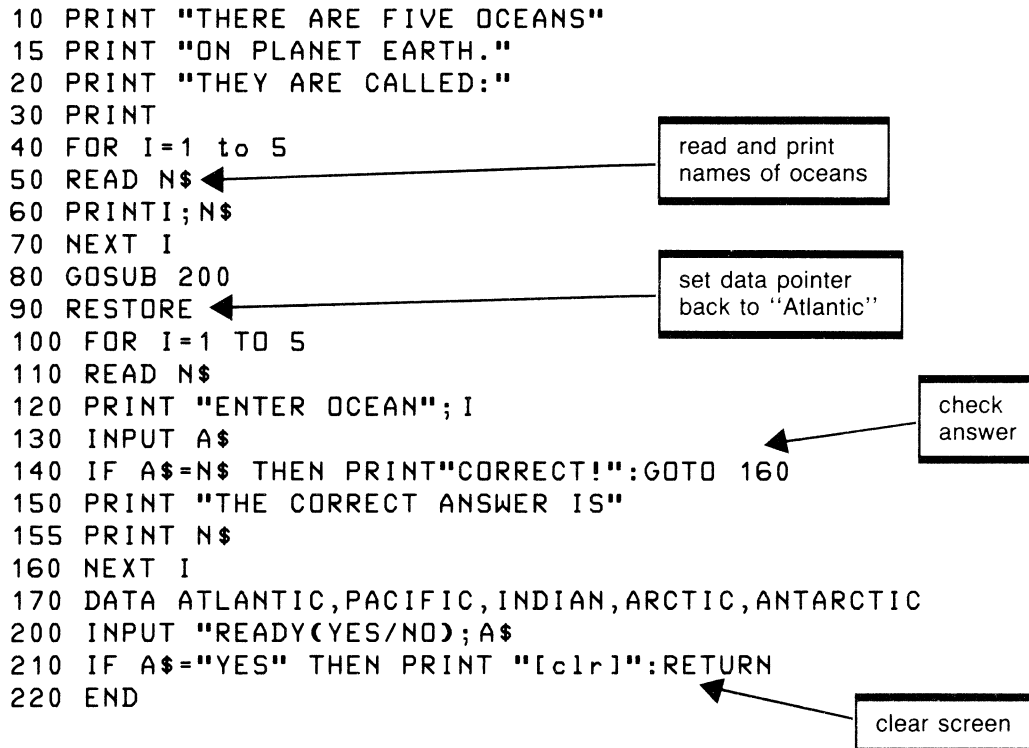 10 PRINT "THERE ARE FIVE OCEANS"
15 PRINT "ON PLANET EARTH."
20 PRINT "THEY ARE CALLED:"
30 PRINT
40 FOR I=1 to 5
50 READ N$
read and print
names of oceans
60 PRINTI;N$
70 NEXT I
80 GOSUB 200
90 RESTORE
set data pointer
back to ''Atlantic''
100 FOR I=1 TO 5
110 READ N$
120 PRINT "ENTER OCEAN";I
130 INPUT A$
140 IF A$=N$ THEN PRINT"CORRECT!":GOTO 160
check
answer
150 PRINT "THE CORRECT ANSWER IS"
155 PRINT N$
160 NEXT I
170 DATA ATLANTIC,PACIFIC,INDIAN,ARCTIC,ANTARCTIC
200 INPUT "READY(YES/NO);A$
210 IF A$="YES" THEN PRINT "[clr]":RETURN
220 END
clear screen